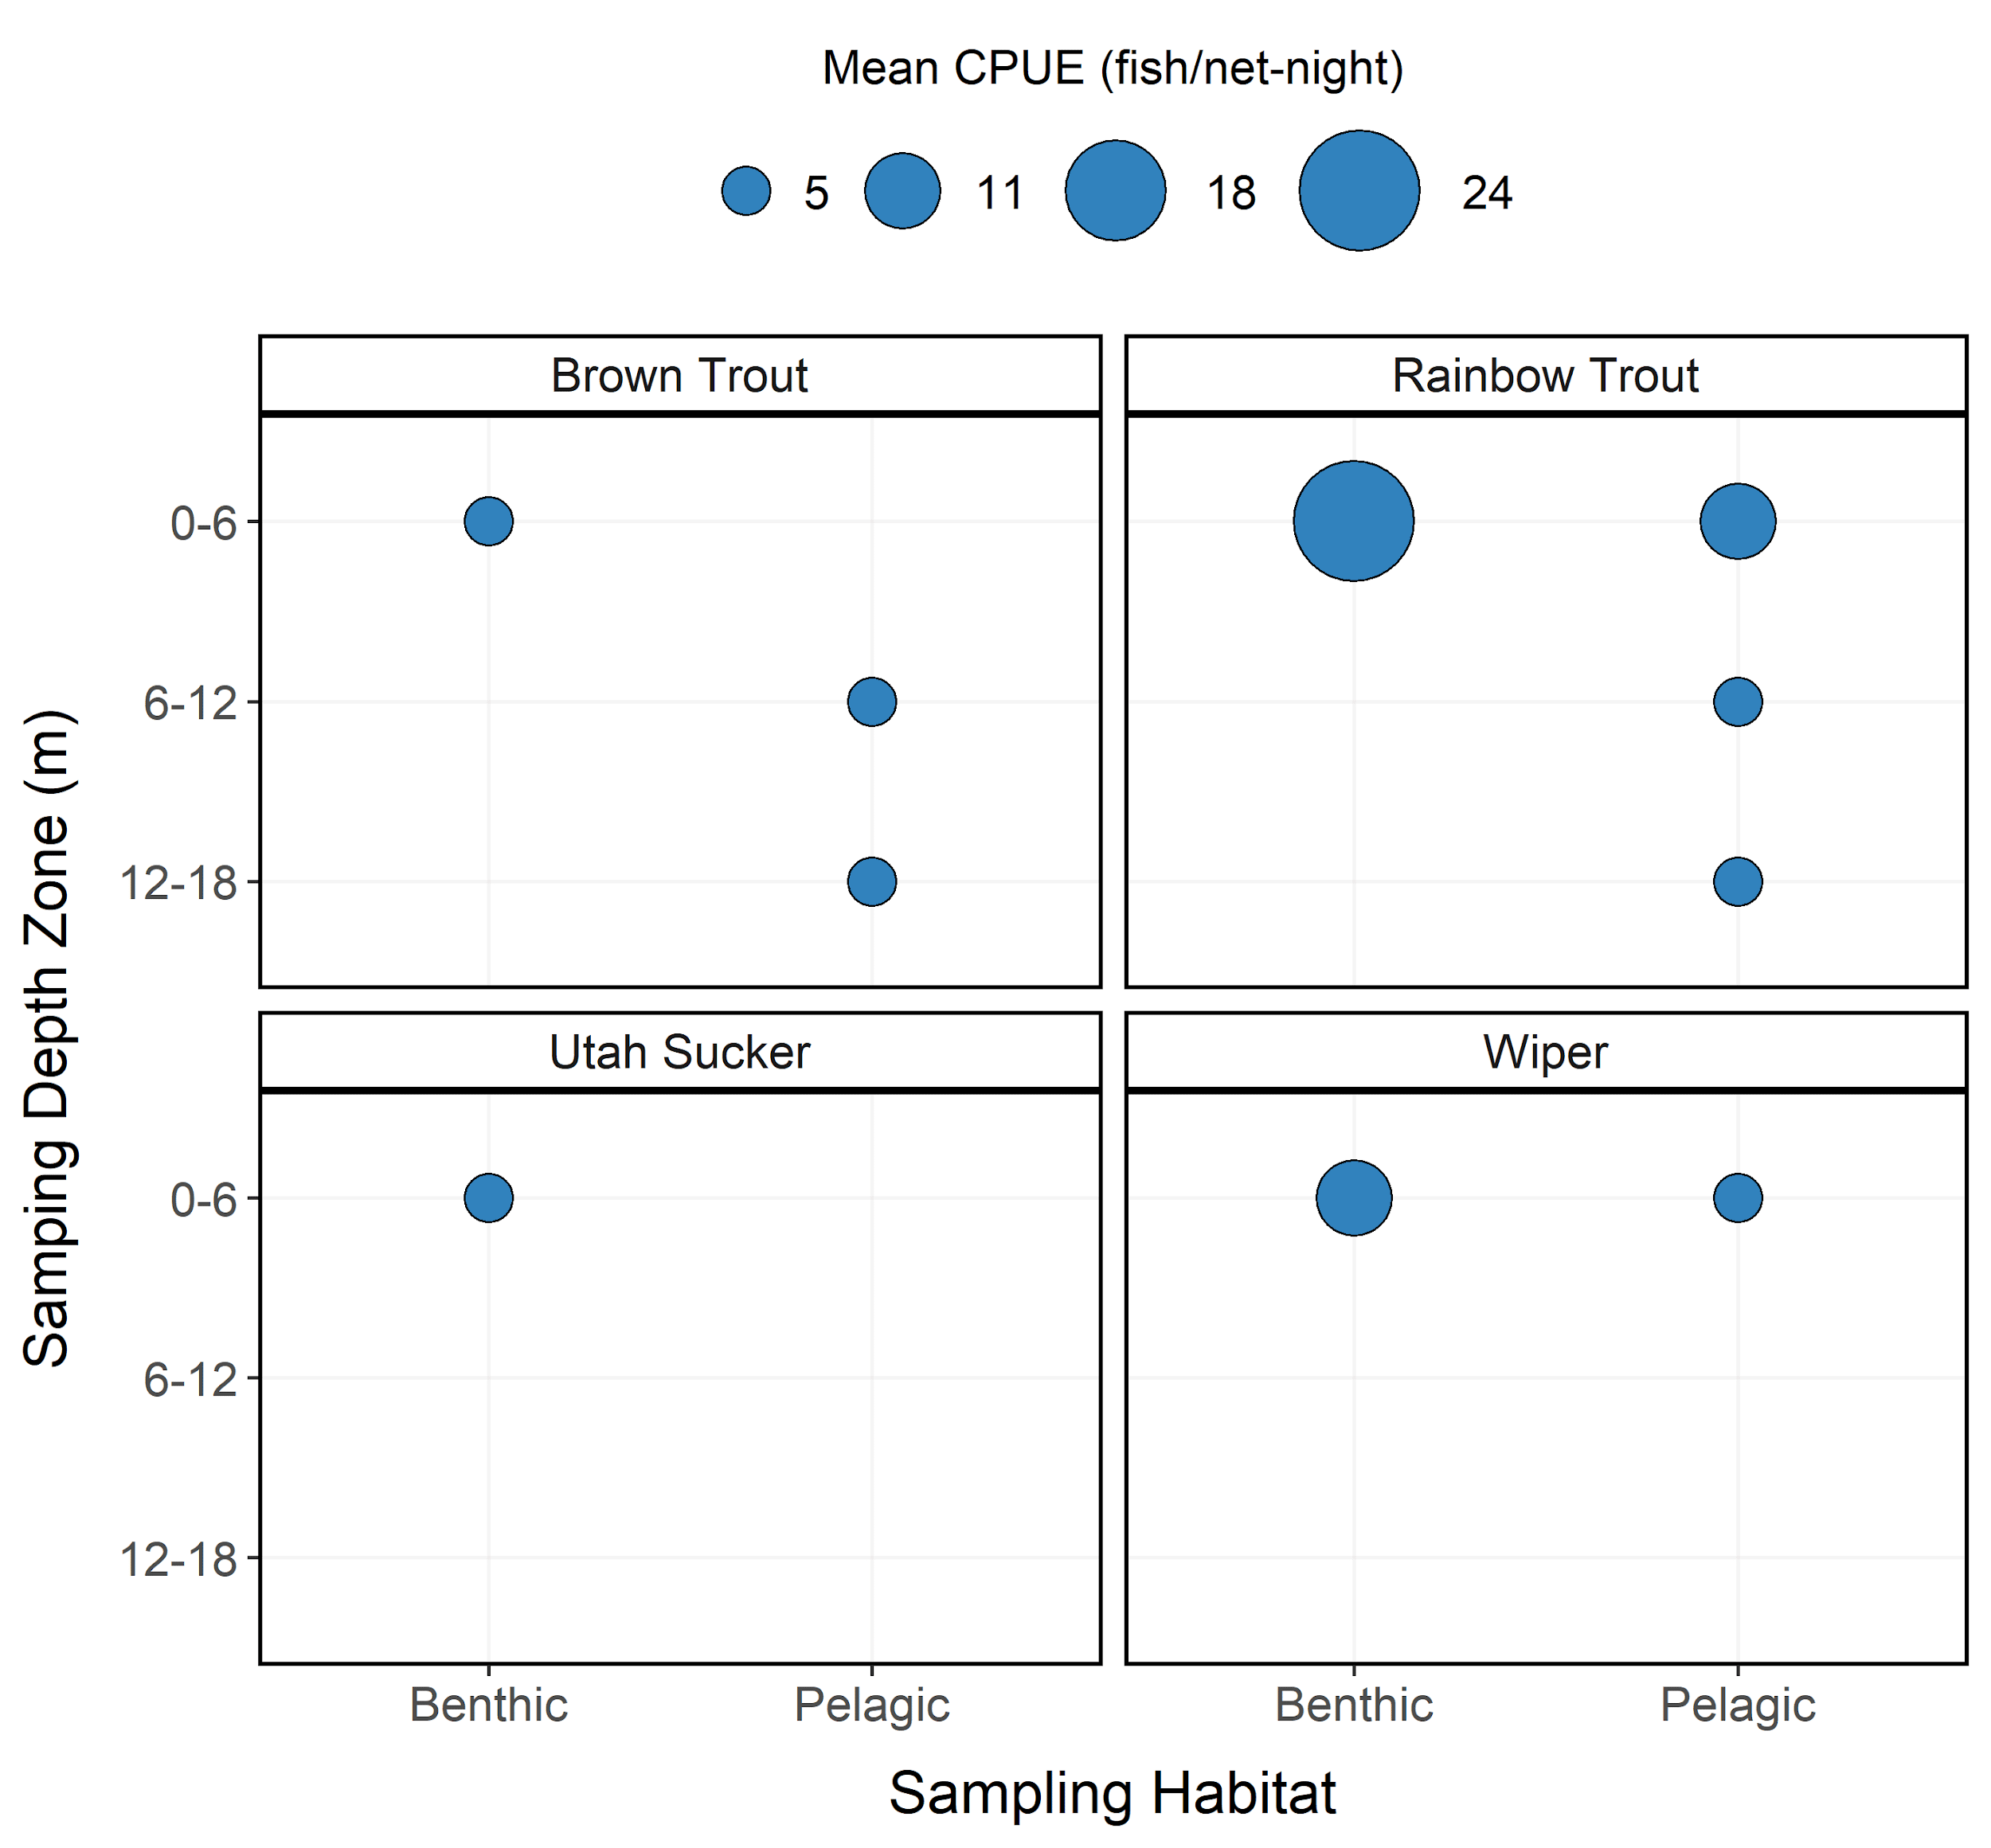 Mean CPUE (fish/net-night)
5 11 18 24
Brown Trout
Rainbow Trout
0-6
6-12
12-18
Utah Sucker
Wiper
0-6
6-12
12-18
Samping Depth Zone (m)
Benthic Pelagic Benthic Pelagic
Sampling Habitat